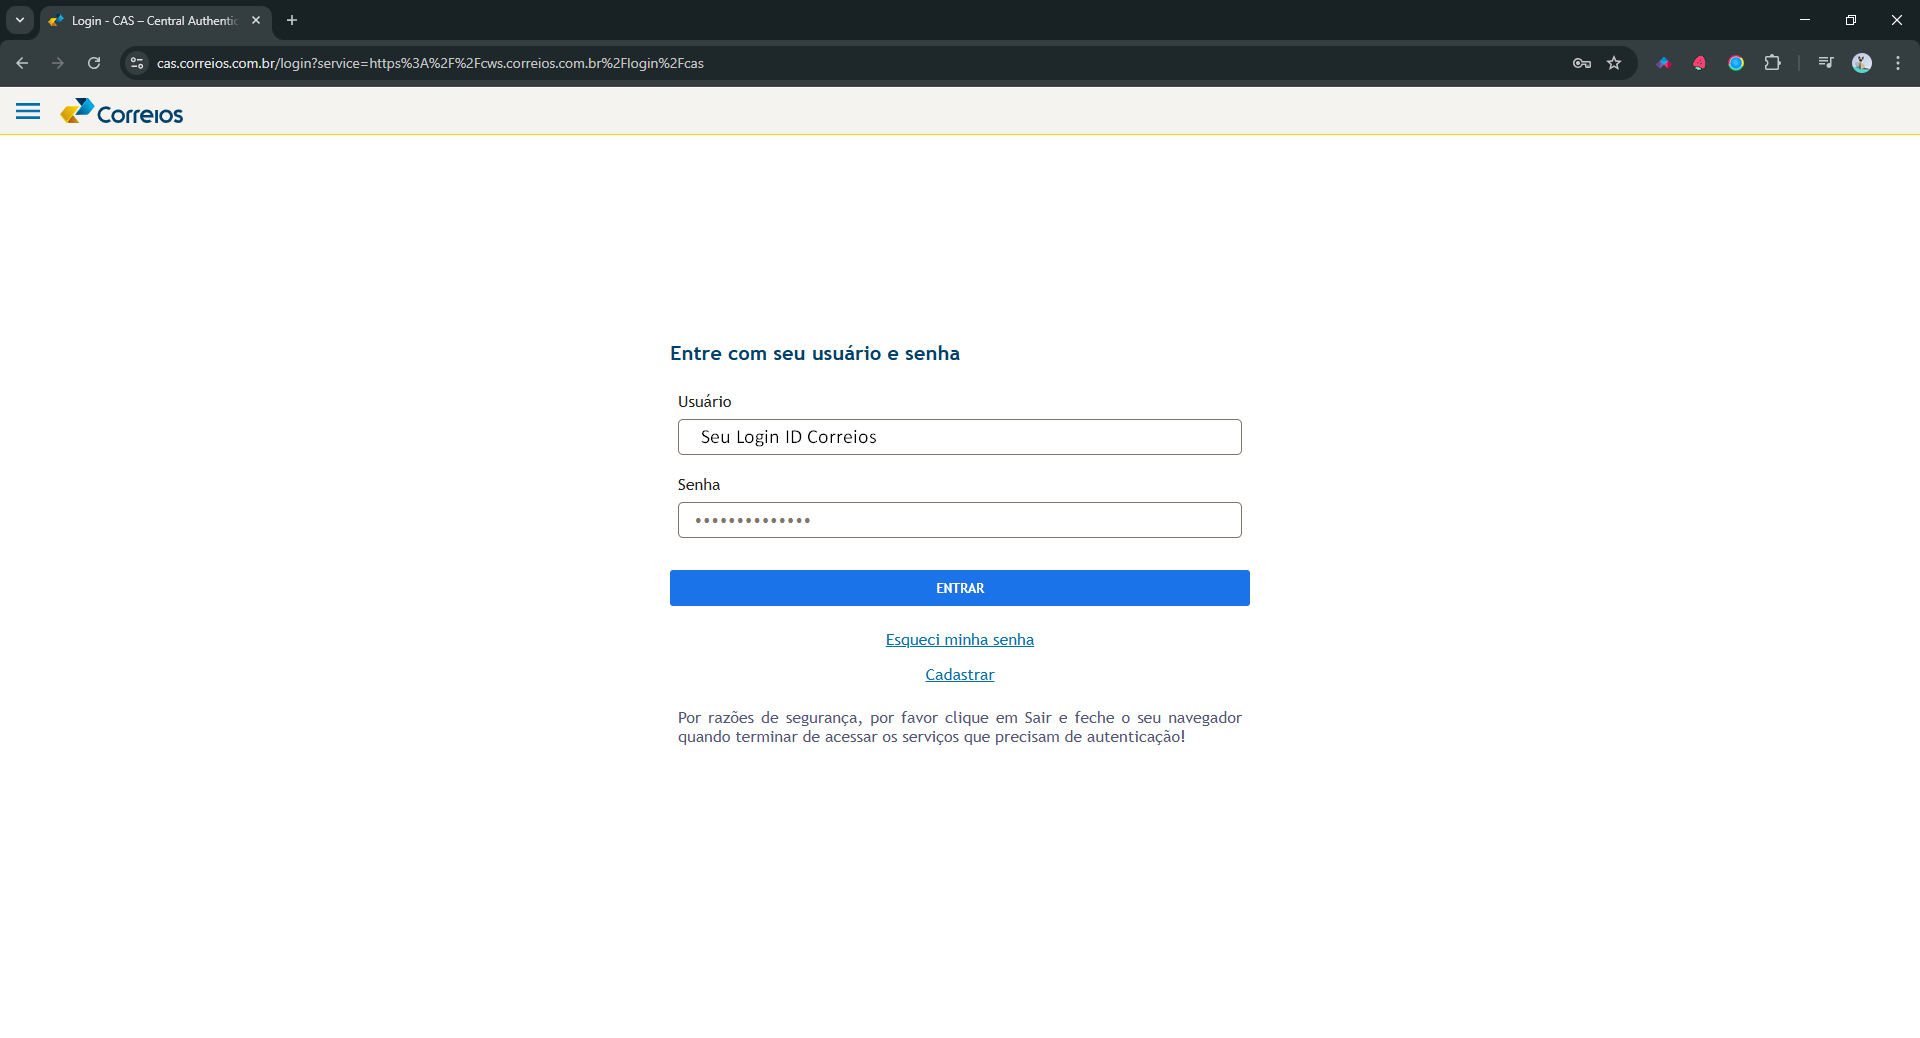 Login - CAS – Central Authentic
cas.correios.com.br/login?service=https%3A%2F%2Fcws.correios.com.br%2Flogin%2Fcas
Correios
Entre com seu usuário e senha
Usuário
Seu Login ID Correios
Senha
ENTRAR
Esqueci minha senha
Cadastrar
Por razões de segurança, por favor clique em Sair e feche o seu navegador
quando terminar de acessar os serviços que precisam de autenticação!